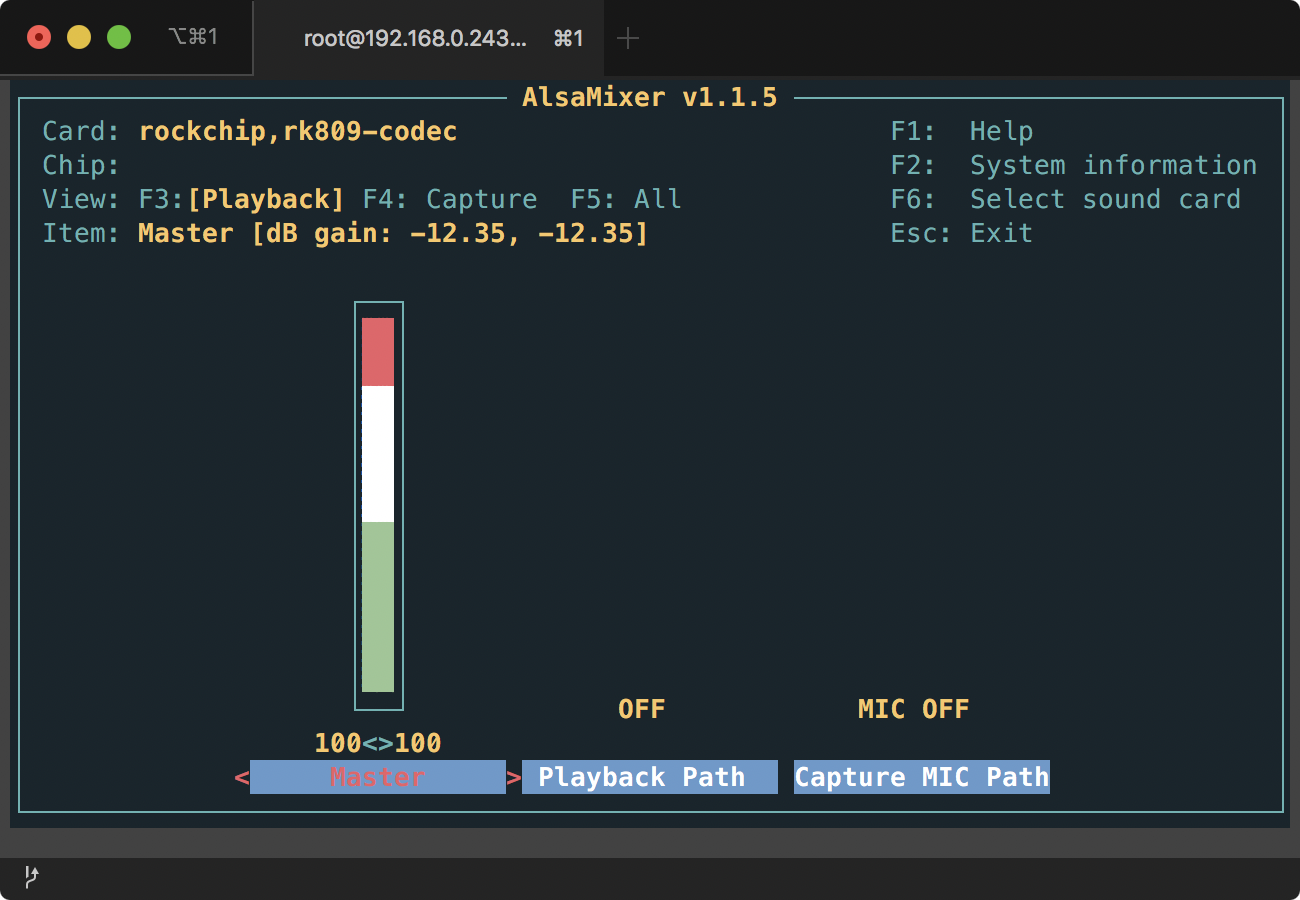 ⌥⌘1 root@192.168.0.243... ⌘1 +
AlsaMixer v1.1.5
Card: rockchip,rk809-codec F1: Help
Chip: F2: System information
View: F3:[Playback] F4: Capture F5: All F6: Select sound card
Item: Master [dB gain: -12.35, -12.35] Esc: Exit
OFF MIC OFF
100<>100
< Master > Playback Path Capture MIC Path